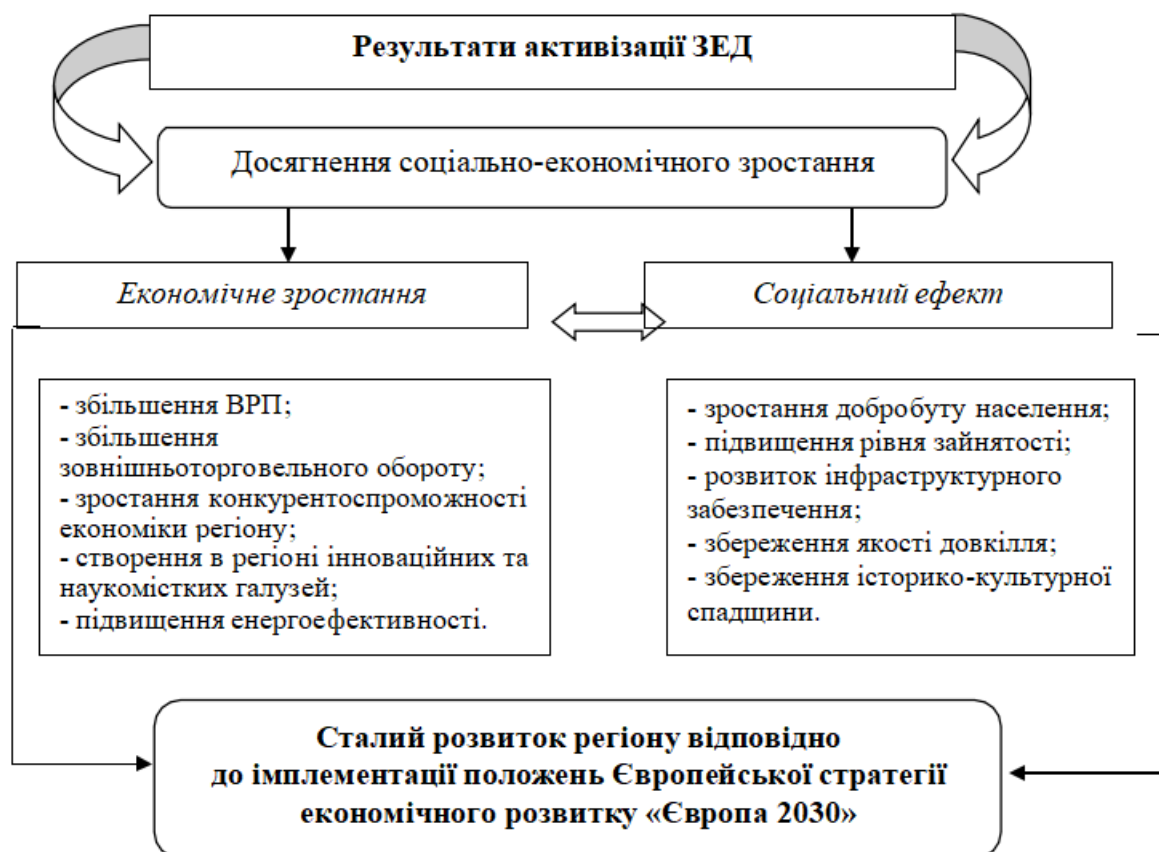 Результати активізації ЗЕД
Досягнення соціально-економічного зростання
Економічне зростання
Соціальний ефект
- збільшення ВРП;
- збільшення
зовнішньоторговельного обороту;
- зростання конкурентоспроможності
економіки регіону;
- створення в регіоні інноваційних та
наукомістких галузей;
- підвищення енергоефективності.
- зростання добробуту населення;
- підвищення рівня зайнятості;
- розвиток інфраструктурного
забезпечення;
- збереження якості довкілля;
- збереження історико-культурної
спадщини.
Сталий розвиток регіону відповідно
до імплементації положень Європейської стратегії
економічного розвитку «Європа 2030»